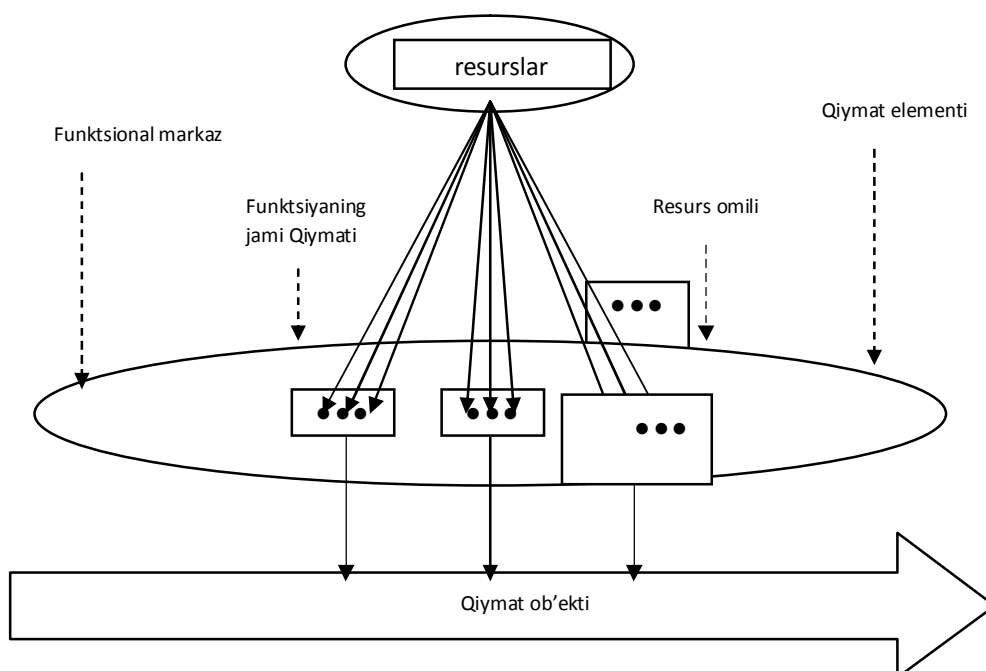 resurslar
Funktsional markaz
Qiymat elementi
Funktsiyaning
jami Qiymati
Resurs omili
Qiymat ob’ekti